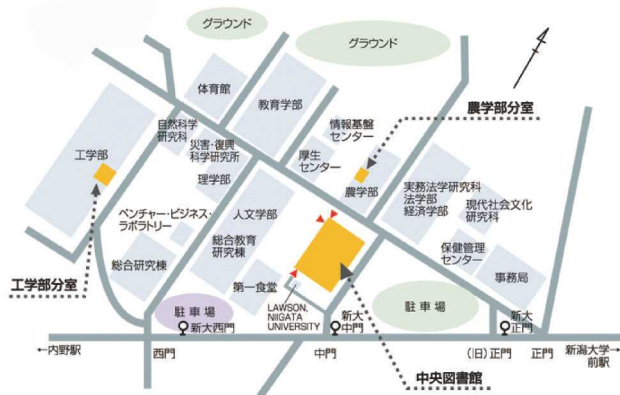 グラウンド
グラウンド
体育館
教育学部
農学部分室
情報基盤
センター
自然科学
研究科
災害・復興
科学研究所
厚生
センター
工学部
理学部
農学部
実務法学研究科
法学部
経済学部
現代社会文化
研究科
人文学部
ベンチャー・ビジネス・
ラボラトリー
総合教育
研究棟
保健管理
センター
総合研究棟
事務局
工学部分室
第一食堂
LAWSON,
NIIGATA
UNIVERSITY
駐車場
駐車場
新大西門
新大
中門
新大
正門
←内野駅
西門
中門
(旧)正門
正門
新潟大学→
前駅
中央図書館